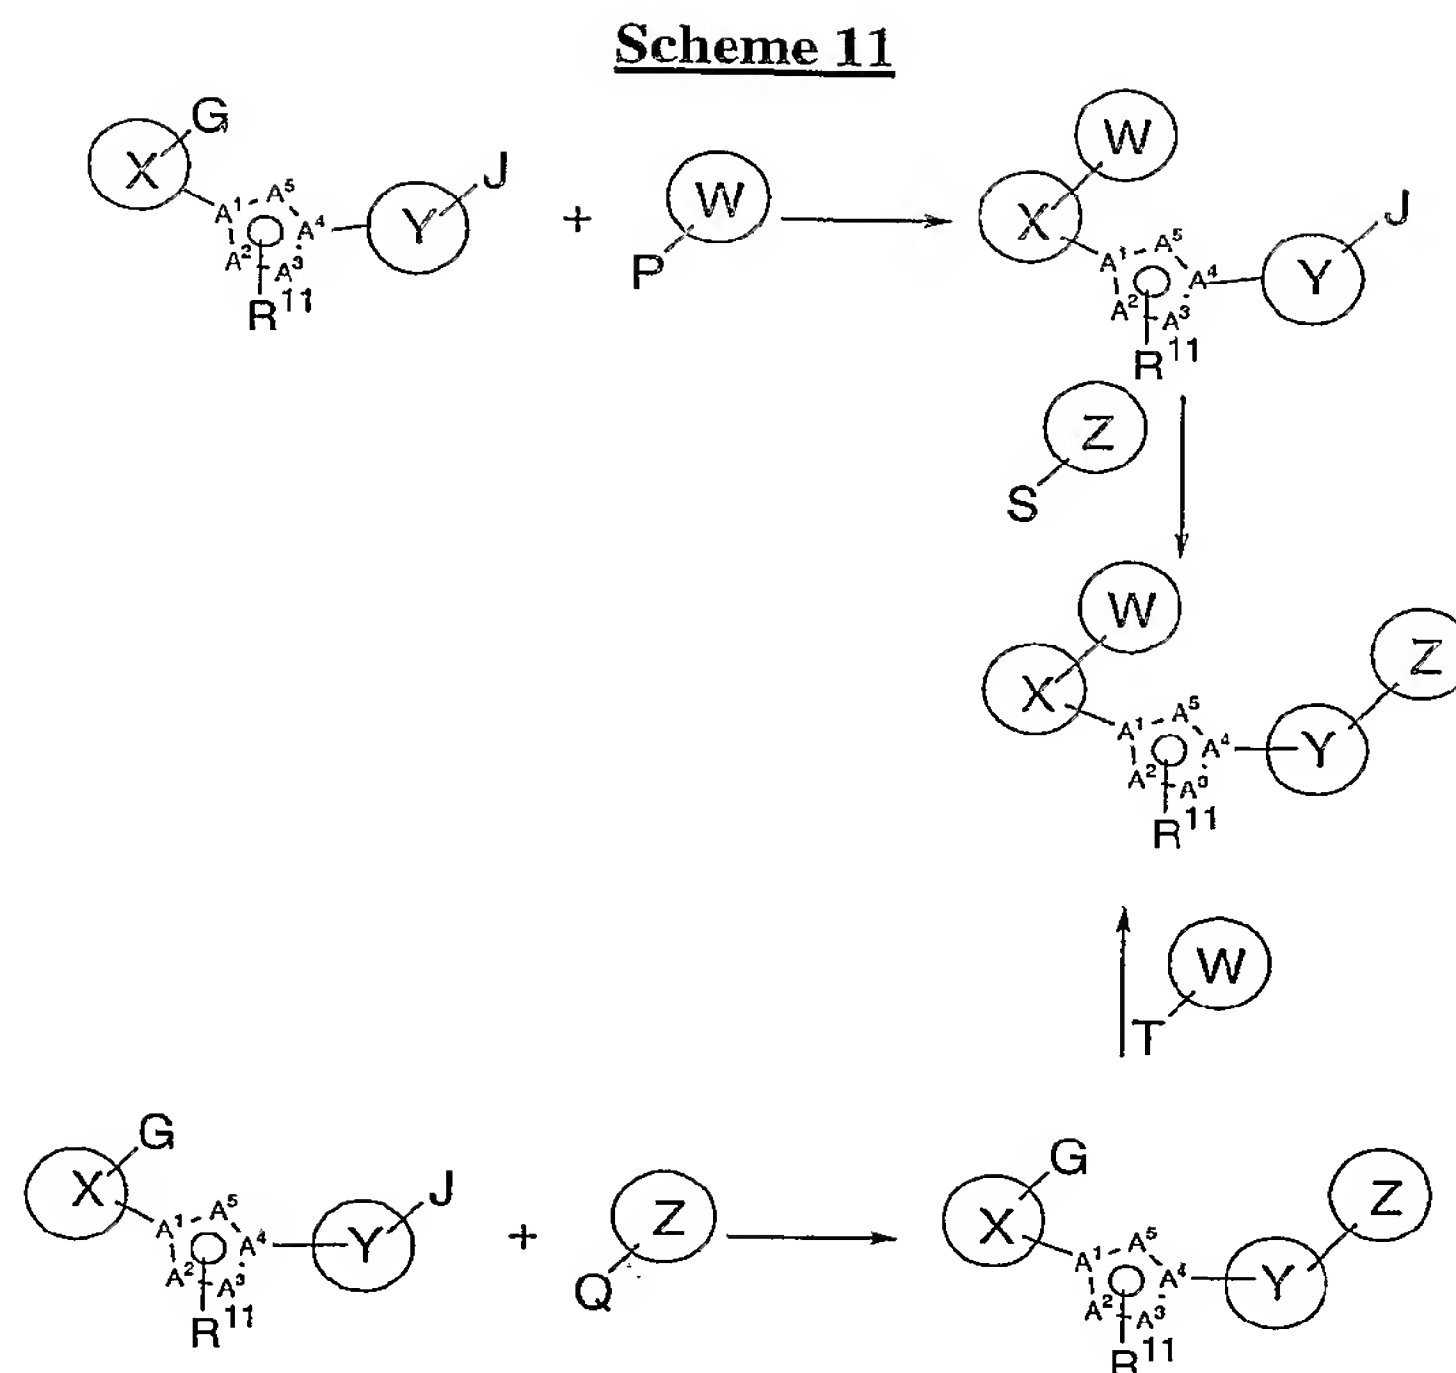 Scheme 11
G
X
A¹ A⁵
A² A³ A⁴
R¹¹
Y
J
+
W
P
W
X
A¹ A⁵
A² A³ A⁴
R¹¹
Y
J
Z
S
W
X
A¹ A⁵
A² A³ A⁴
R¹¹
Y
Z
W
T
G
X
A¹ A⁵
A² A³ A⁴
R¹¹
Y
J
+
Z
Q
G
X
A¹ A⁵
A² A³ A⁴
R¹¹
Y
Z